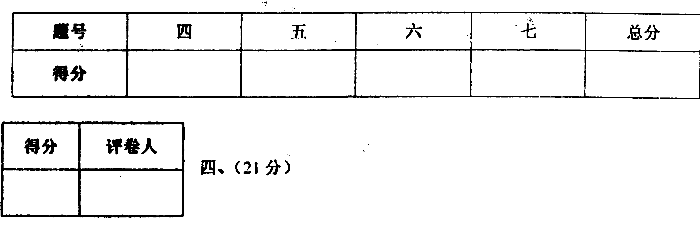 题号 四 五 六 七 总分
得分
得分 评卷人
四、（21分）